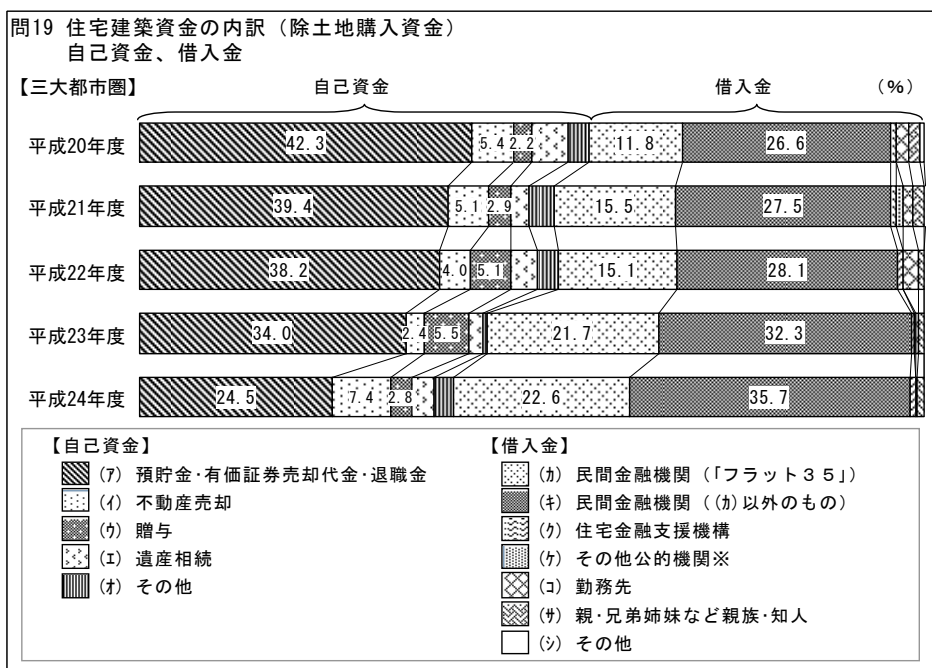 問19 住宅建築資金の内訳（除土地購入資金）
自己資金、借入金
【三大都市圏】 自己資金 借入金 （％）
平成20年度 42.3 5.4 2.2 11.8 26.6
平成21年度 39.4 5.1 2.9 15.5 27.5
平成22年度 38.2 4.0 5.1 15.1 28.1
平成23年度 34.0 2.4 5.5 21.7 32.3
平成24年度 24.5 7.4 2.8 22.6 35.7
【自己資金】
(ｱ) 預貯金･有価証券売却代金･退職金
(ｲ) 不動産売却
(ｳ) 贈与
(ｴ) 遺産相続
(ｵ) その他
【借入金】
(ｶ) 民間金融機関（「フラット３５」）
(ｷ) 民間金融機関（(ｶ)以外のもの）
(ｸ) 住宅金融支援機構
(ｹ) その他公的機関※
(ｺ) 勤務先
(ｻ) 親･兄弟姉妹など親族･知人
(ｼ) その他